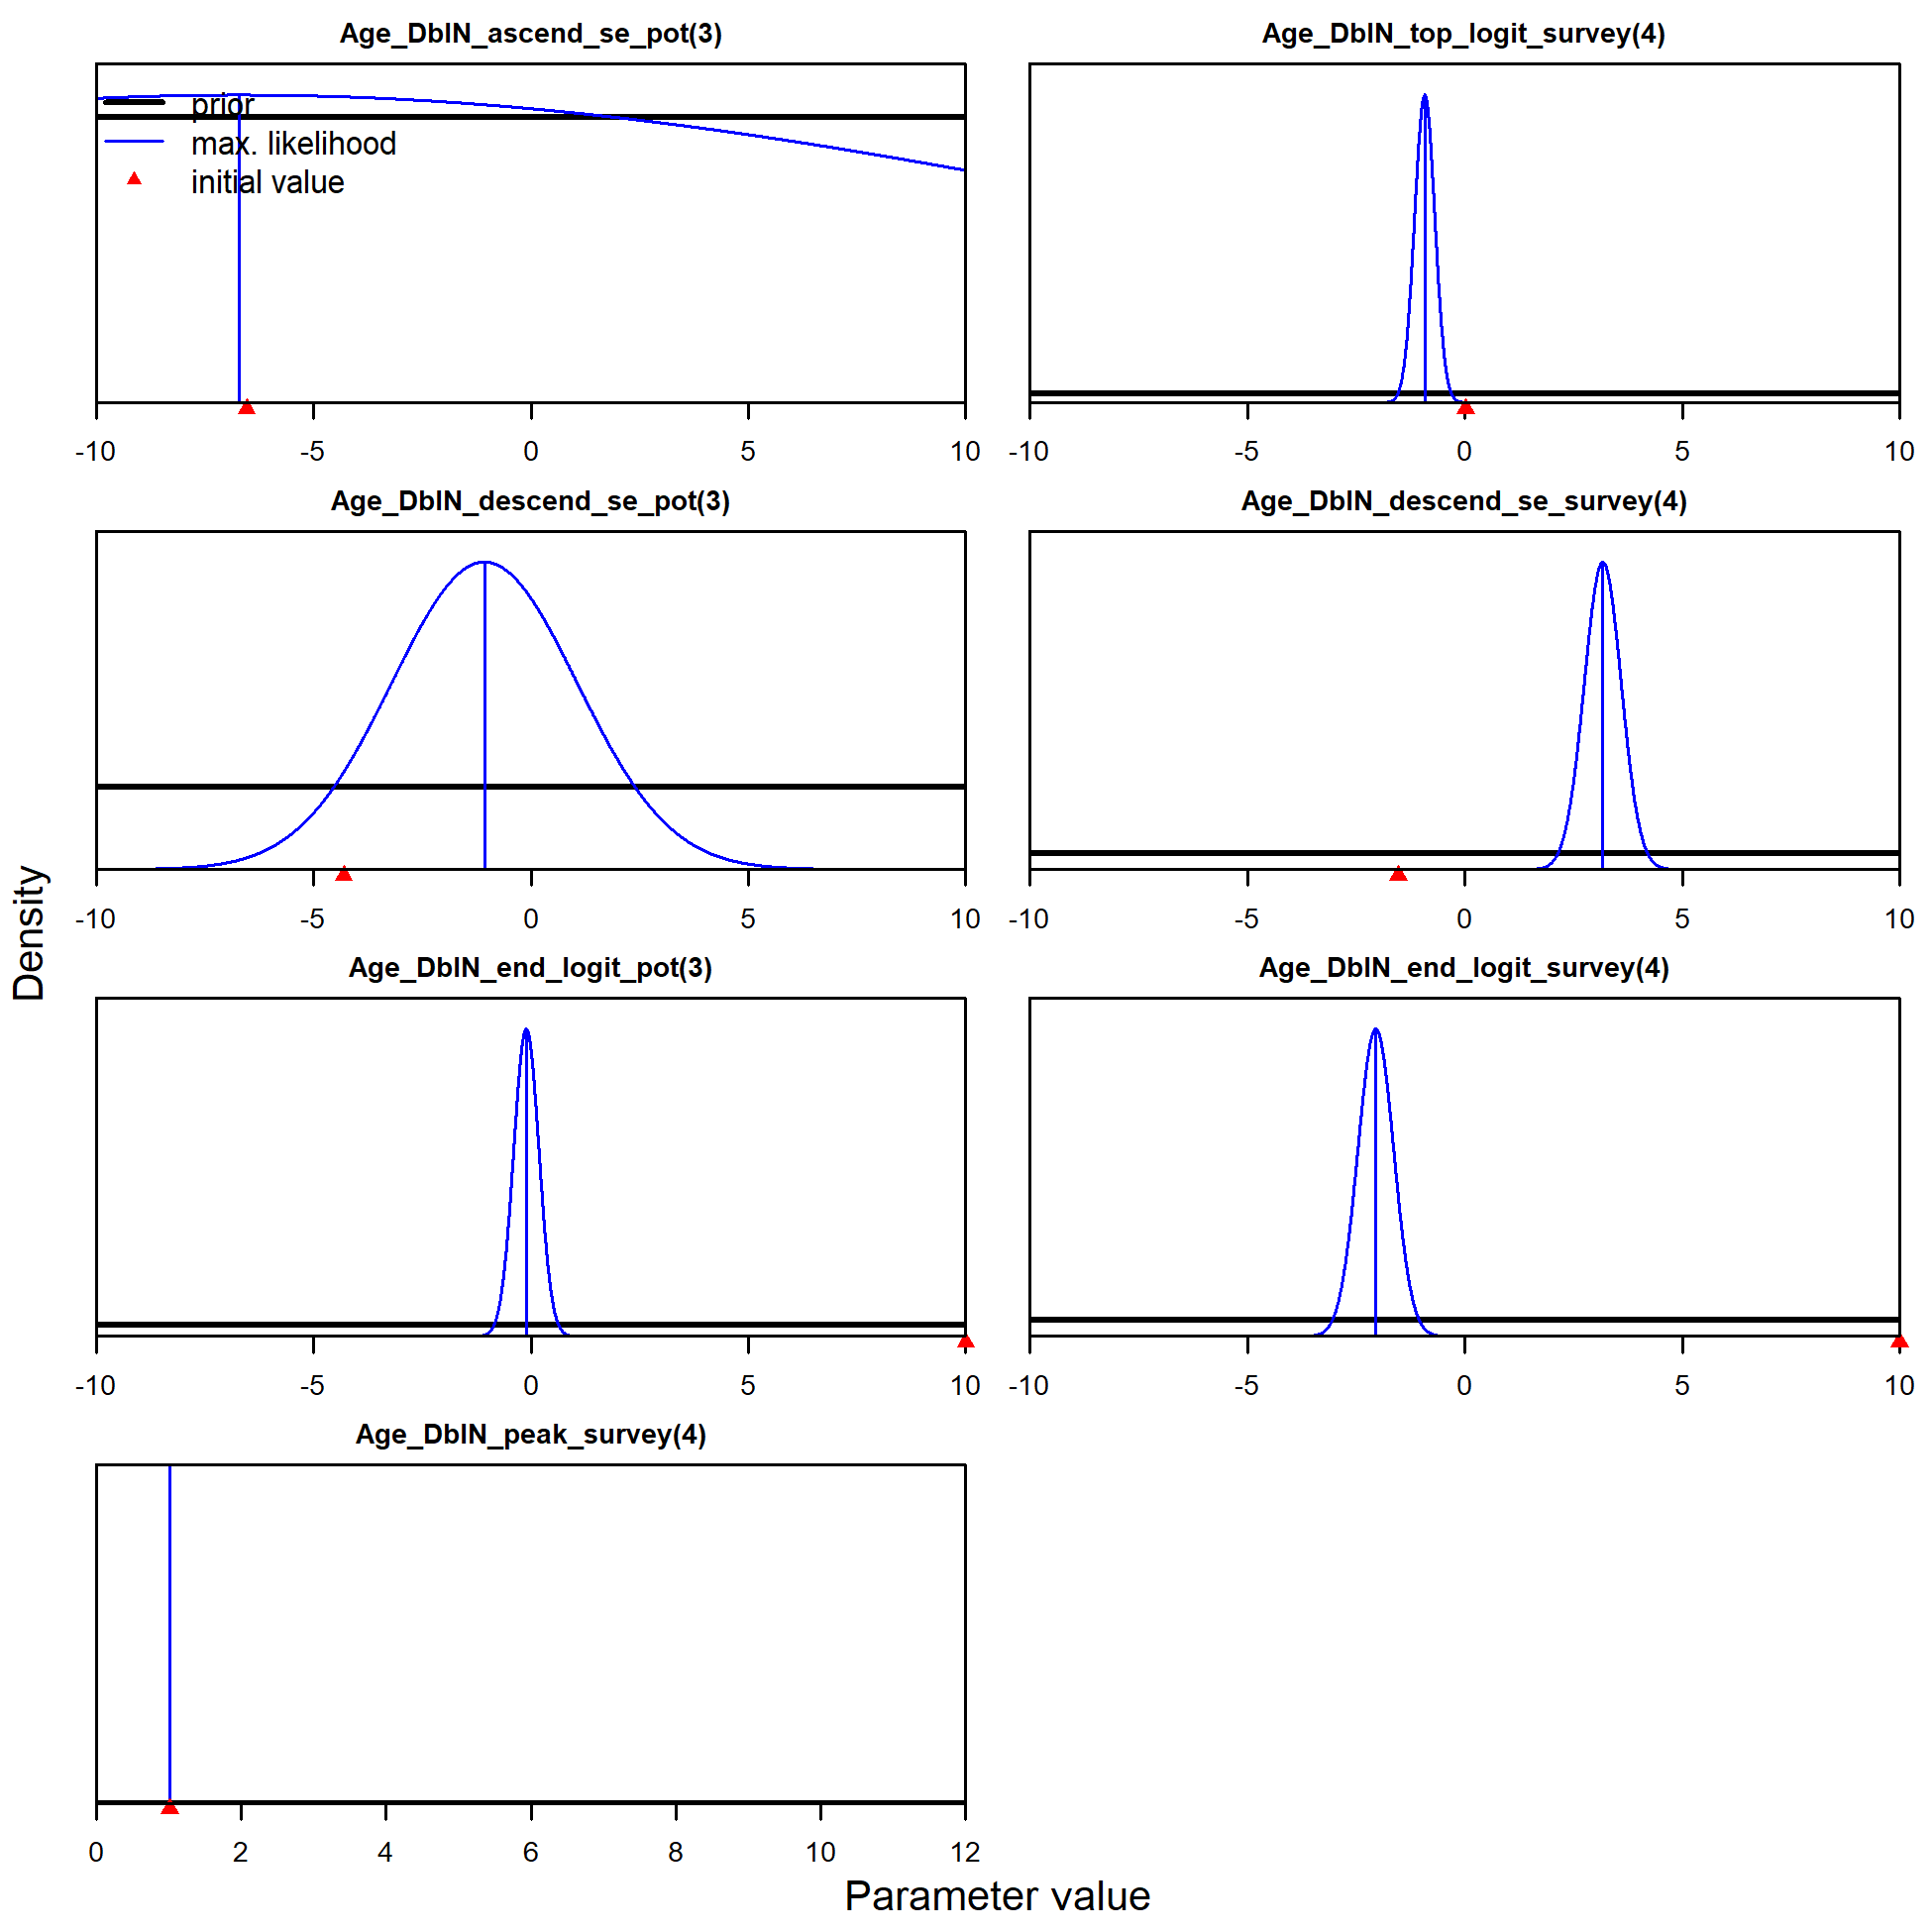 Age_DblN_ascend_se_pot(3)
prior
max. likelihood
initial value
-10 -5 0 5 10
Age_DblN_top_logit_survey(4)
-10 -5 0 5 10
Age_DblN_descend_se_pot(3)
-10 -5 0 5 10
Age_DblN_descend_se_survey(4)
-10 -5 0 5 10
Age_DblN_end_logit_pot(3)
-10 -5 0 5 10
Age_DblN_end_logit_survey(4)
-10 -5 0 5 10
Age_DblN_peak_survey(4)
0 2 4 6 8 10 12
Density
Parameter value